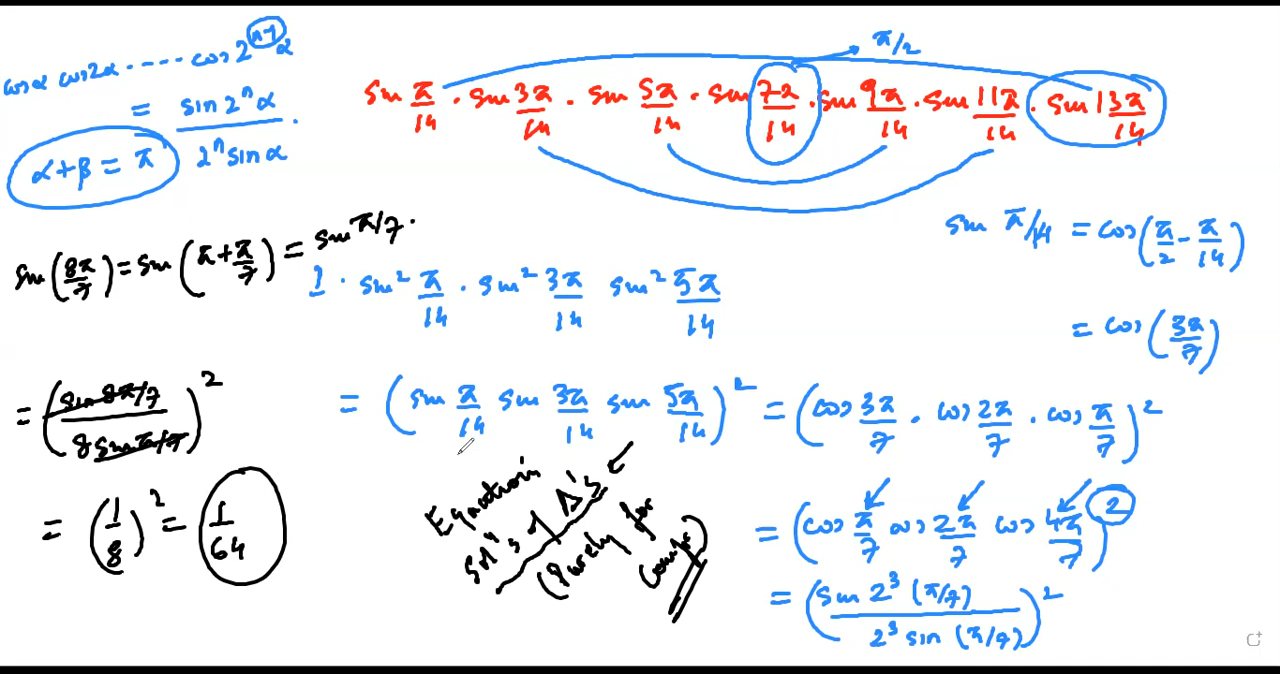 cosα cos2α ‑ ‑ ‑ ‑ cos 2^(n-1) α
= sin 2^n α / 2^n sin α .
α + β = π
π/2
sin π/14 · sin 3π/14 · sin 5π/14 · sin 7π/14 · sin 9π/14 · sin 11π/14 · sin 13π/14
sin π/14 = cos(π/2 - π/14)
= cos(3π/7)
sin(8π/7) = sin(π + π/7) = sin π/7 .
1 · sin² π/14 · sin² 3π/14 sin² 5π/14
= (sin π/14 sin 3π/14 sin 5π/14)² = (cos 3π/7 · cos 2π/7 · cos π/7)²
= (cos π/7 cos 2π/7 cos 4π/7)²
= (sin 2³ (π/7) / 2³ sin (π/7))²
= (sin 8π/7 / 8 sin π/7)²
= (1/8)² = 1/64
Equations
of Δ's
(Purely for